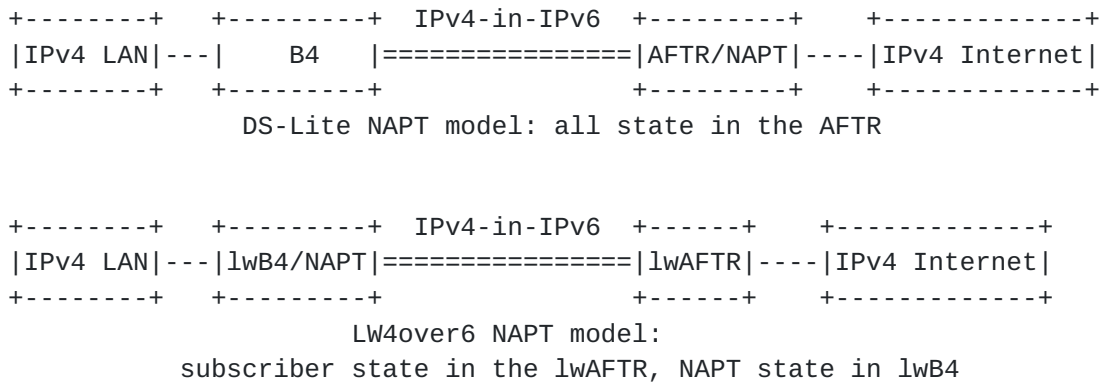 +--------+   +---------+  IPv4-in-IPv6  +---------+    +-------------+
|IPv4 LAN|---|    B4   |================|AFTR/NAPT|----|IPv4 Internet|
+--------+   +---------+                +---------+    +-------------+
DS-Lite NAPT model: all state in the AFTR
+--------+   +---------+  IPv4-in-IPv6  +------+    +-------------+
|IPv4 LAN|---|lwB4/NAPT|================|lwAFTR|----|IPv4 Internet|
+--------+   +---------+                +------+    +-------------+
LW4over6 NAPT model:
subscriber state in the lwAFTR, NAPT state in lwB4